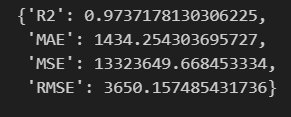 {'R2': 0.9737178130306225,
'MAE': 1434.254303695727,
'MSE': 13323649.668453334,
'RMSE': 3650.157485431736}